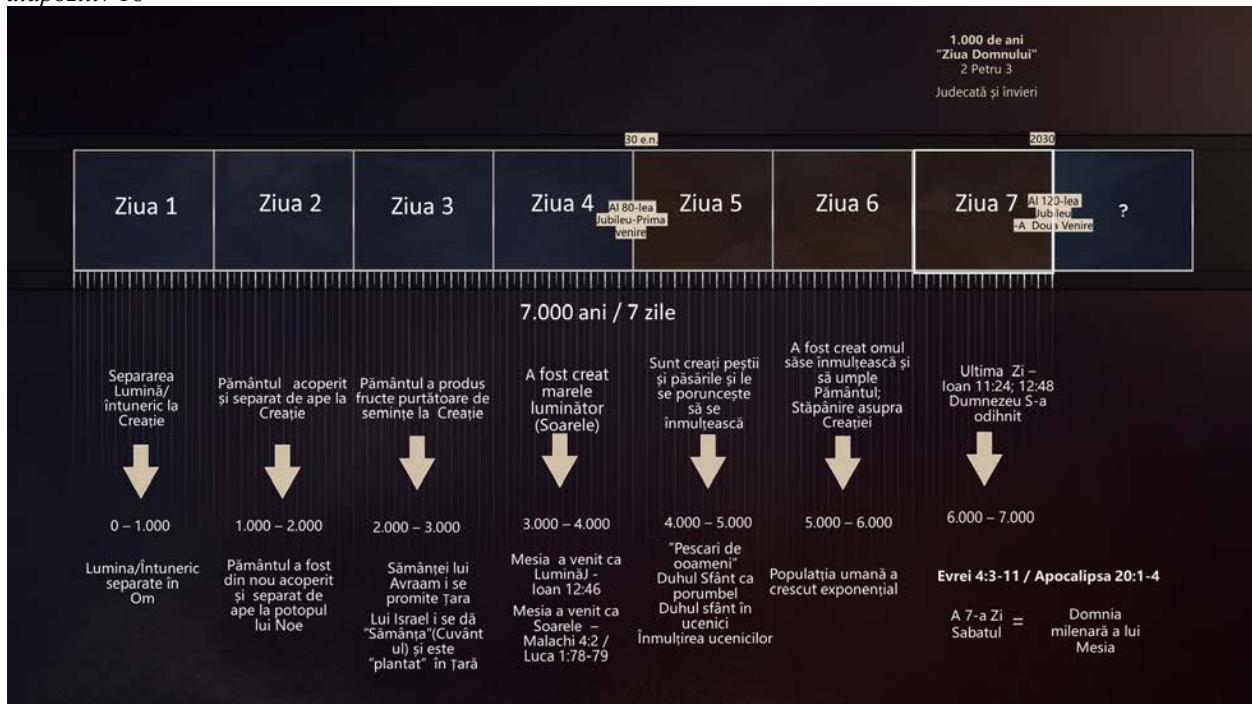 1.000 de ani
"Ziua Domnului"
2 Petru 3
Judecată și învieri
30 e.n.
2030
Ziua 1
Ziua 2
Ziua 3
Ziua 4
Al 80-lea
Jubileu-Prima
venire
Ziua 5
Ziua 6
Ziua 7
Al 120-lea
Jubileu
-A Doua Venire
?
7.000 ani / 7 zile
Separarea
Lumină/
întuneric la
Creație
Pământul acoperit
și separat de ape la
Creație
Pământul a produs
fructe purtătoare de
semințe la Creație
A fost creat
marele
luminător
(Soarele)
Sunt creați peștii
și păsările și le
se poruncește
să se
înmulțească
A fost creat omul
săse inmulțească și
să umple
Pământul;
Stăpânire asupra
Creației
Ultima Zi –
Ioan 11:24; 12:48
Dumnezeu S-a
odihnit
0 – 1.000
1.000 – 2.000
2.000 – 3.000
3.000 – 4.000
4.000 – 5.000
5.000 – 6.000
6.000 – 7.000
Lumina/Întuneric
separate în
Om
Pământul a fost
din nou acoperit
și separat de
ape la potopul
lui Noe
Sămânței lui
Avraam i se
promite Țara
Lui Israel i se dă
"Sămânța"(Cuvânt
ul) și este
"plantat" în Țară
Mesia a venit ca
LuminăJ -
Ioan 12:46
Mesia a venit ca
Soarele –
Malachi 4:2 /
Luca 1:78-79
"Pescari de
ooameni"
Duhul Sfânt ca
porumbel
Duhul sfânt în
ucenici
Înmulțirea ucenicilor
Populația umană a
crescut exponențial
Evrei 4:3-11 / Apocalipsa 20:1-4
A 7-a Zi
Sabatul
=
Domnia
milenară a lui
Mesia